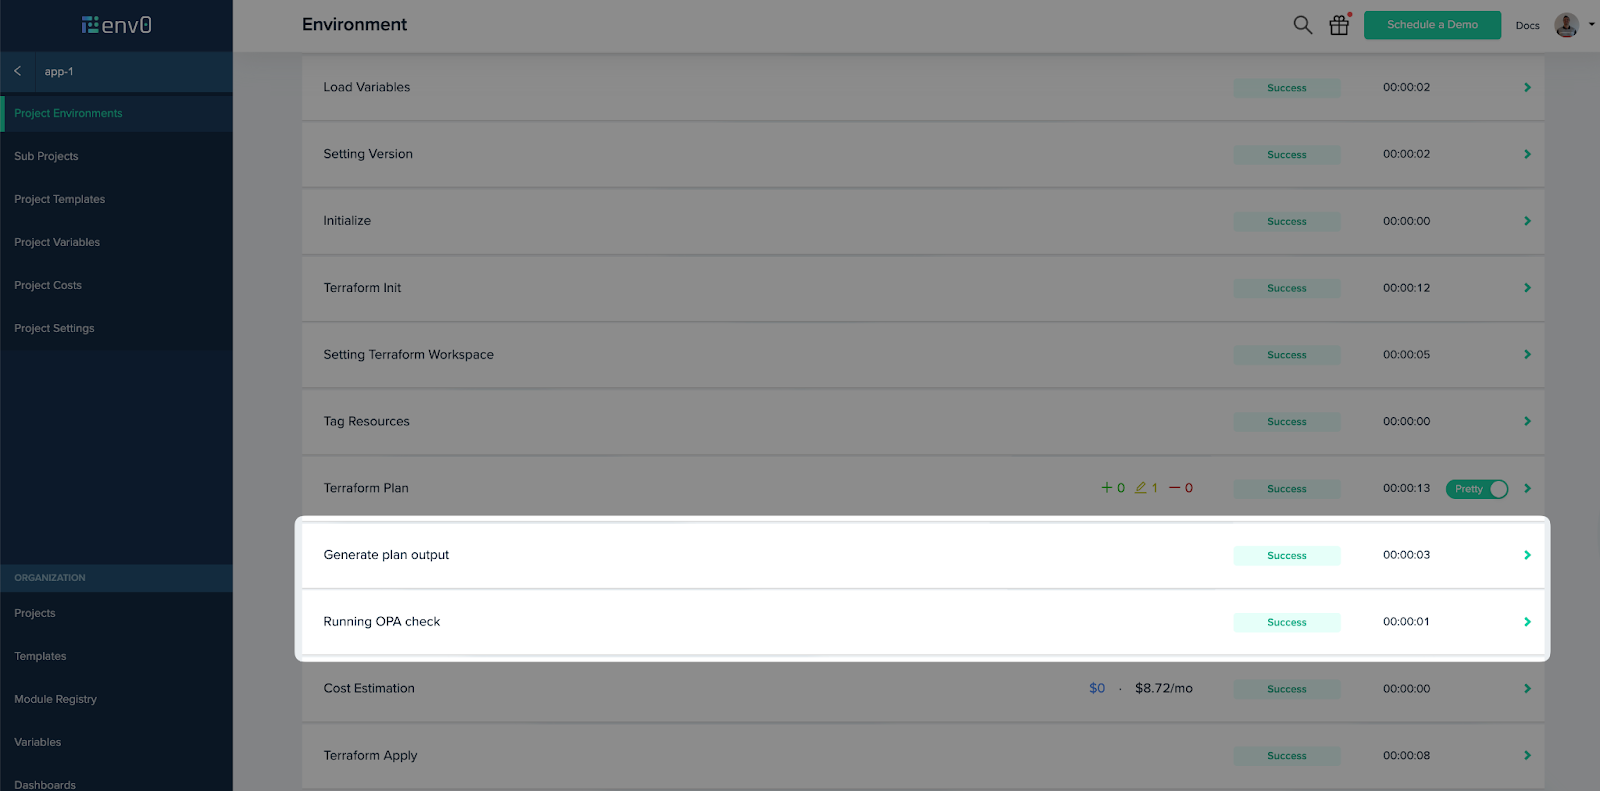 env0
Environment
Schedule a Demo
Docs
app-1
Project Environments
Sub Projects
Project Templates
Project Variables
Project Costs
Project Settings
ORGANIZATION
Projects
Templates
Module Registry
Variables
Dashboards
Load Variables Success 00:00:02
Setting Version Success 00:00:02
Initialize Success 00:00:00
Terraform Init Success 00:00:12
Setting Terraform Workspace Success 00:00:05
Tag Resources Success 00:00:00
Terraform Plan +0 1 −0 Success 00:00:13 Pretty
Generate plan output Success 00:00:03
Running OPA check Success 00:00:01
Cost Estimation $0 · $8.72/mo Success 00:00:00
Terraform Apply Success 00:00:08